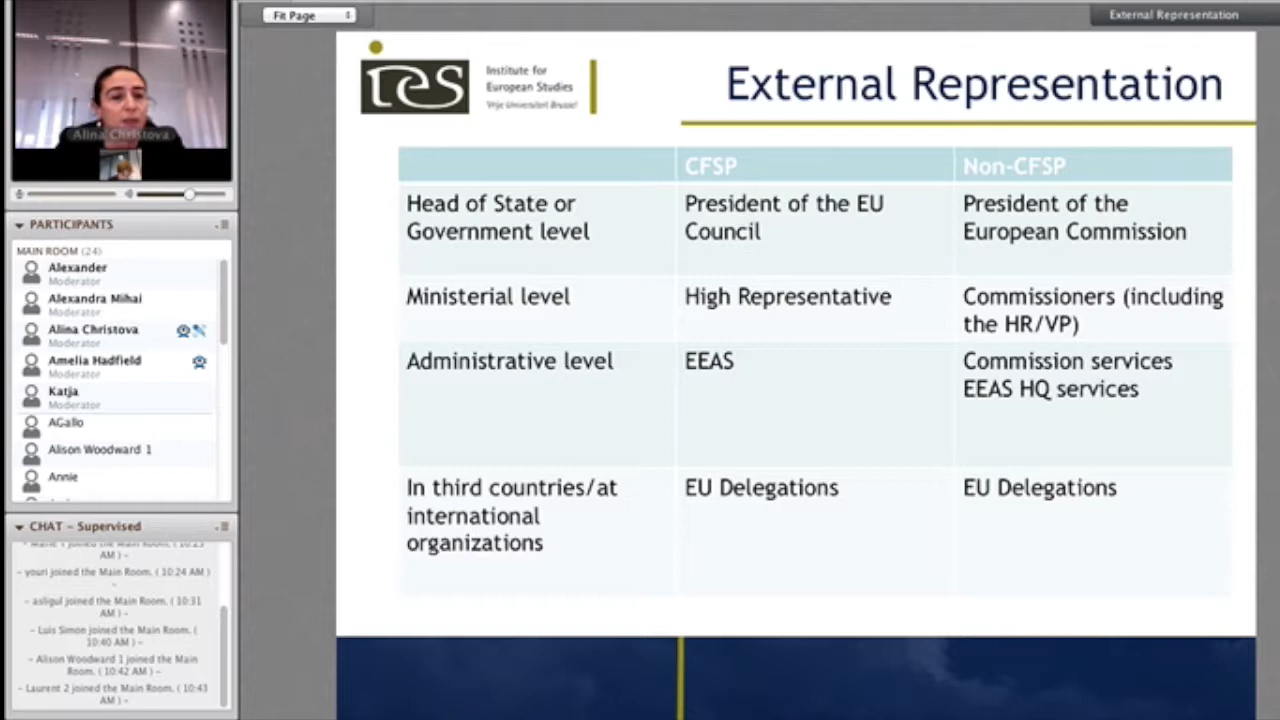 Fit Page
External Representation
Alina Christova
PARTICIPANTS
MAIN ROOM (24)
Alexander
Moderator
Alexandra Mihai
Moderator
Alina Christova
Moderator
Amelia Hadfield
Moderator
Katja
Moderator
AGallo
Alison Woodward 1
Annie
CHAT – Supervised
AM ) –
– youri joined the Main Room. ( 10:24 AM )
–
– asligul joined the Main Room. ( 10:31
AM ) –
– Luis Simon joined the Main Room. (
10:40 AM ) –
– Alison Woodward 1 joined the Main
Room. ( 10:42 AM ) –
– Laurent 2 joined the Main Room. ( 10:43
AM ) –
ies
Institute for
European Studies
Vrije Universiteit Brussel
External Representation
CFSP Non-CFSP
Head of State or President of the EU President of the
Government level Council European Commission
Ministerial level High Representative Commissioners (including
the HR/VP)
Administrative level EEAS Commission services
EEAS HQ services
In third countries/at EU Delegations EU Delegations
international
organizations